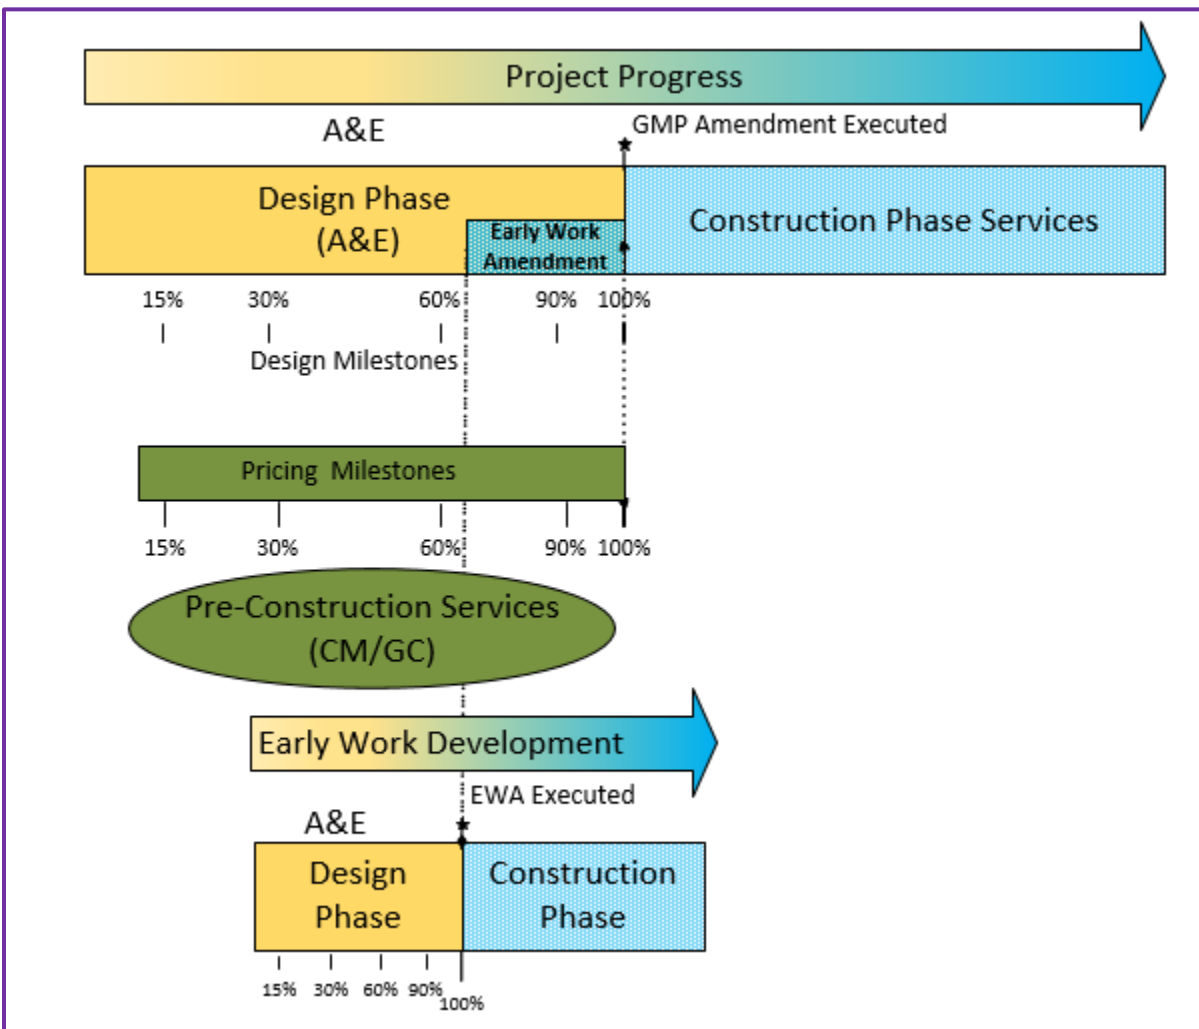 Project Progress
A&E
GMP Amendment Executed
Design Phase
(A&E)
Early Work
Amendment
Construction Phase Services
15% 30% 60% 90% 100%
Design Milestones
Pricing Milestones
15% 30% 60% 90% 100%
Pre-Construction Services
(CM/GC)
Early Work Development
EWA Executed
A&E
Design
Phase
Construction
Phase
15% 30% 60% 90% 100%